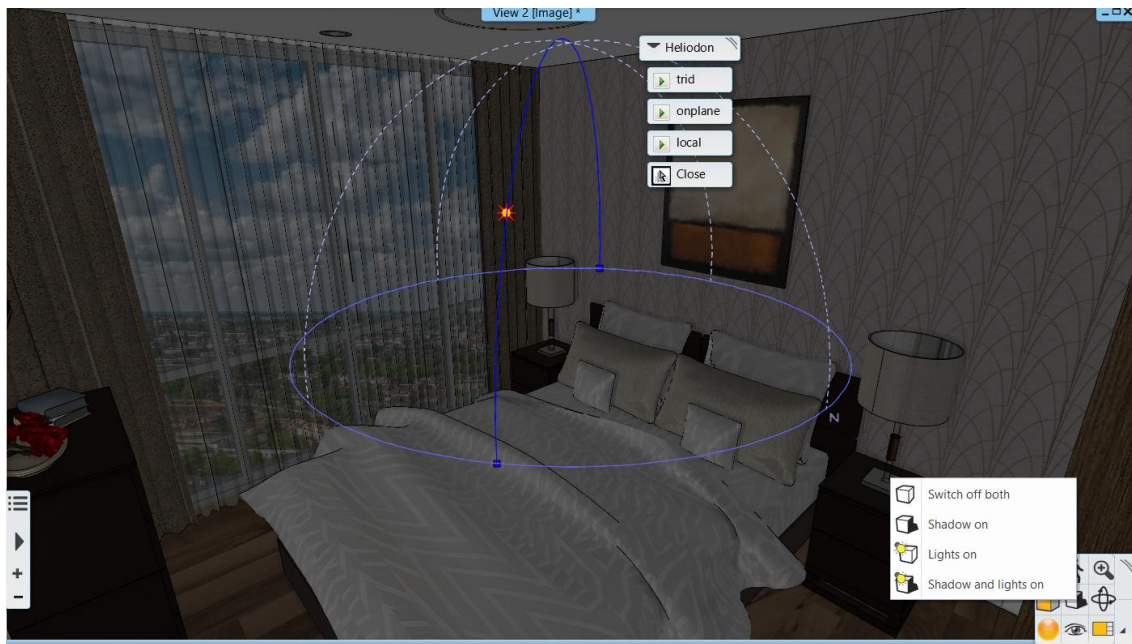 View 2 [Image] *
Heliodon
trid
onplane
local
Close
N
Switch off both
Shadow on
Lights on
Shadow and lights on